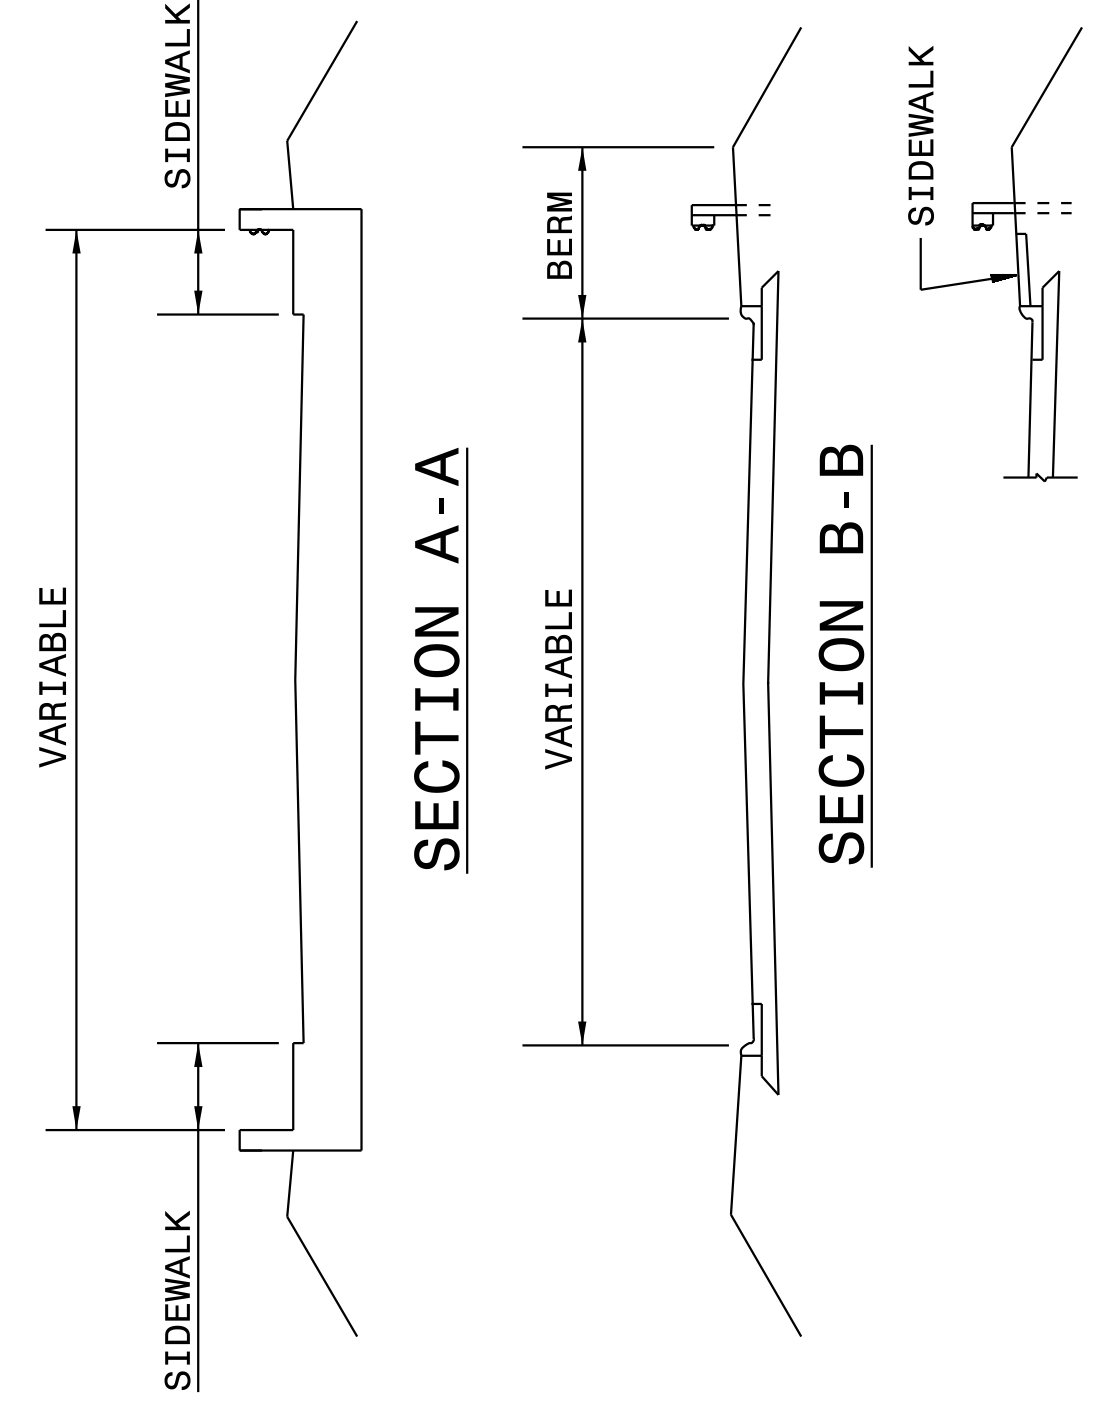 SIDEWALK
VARIABLE
SIDEWALK
SECTION A-A
BERM
VARIABLE
SECTION B-B
SIDEWALK